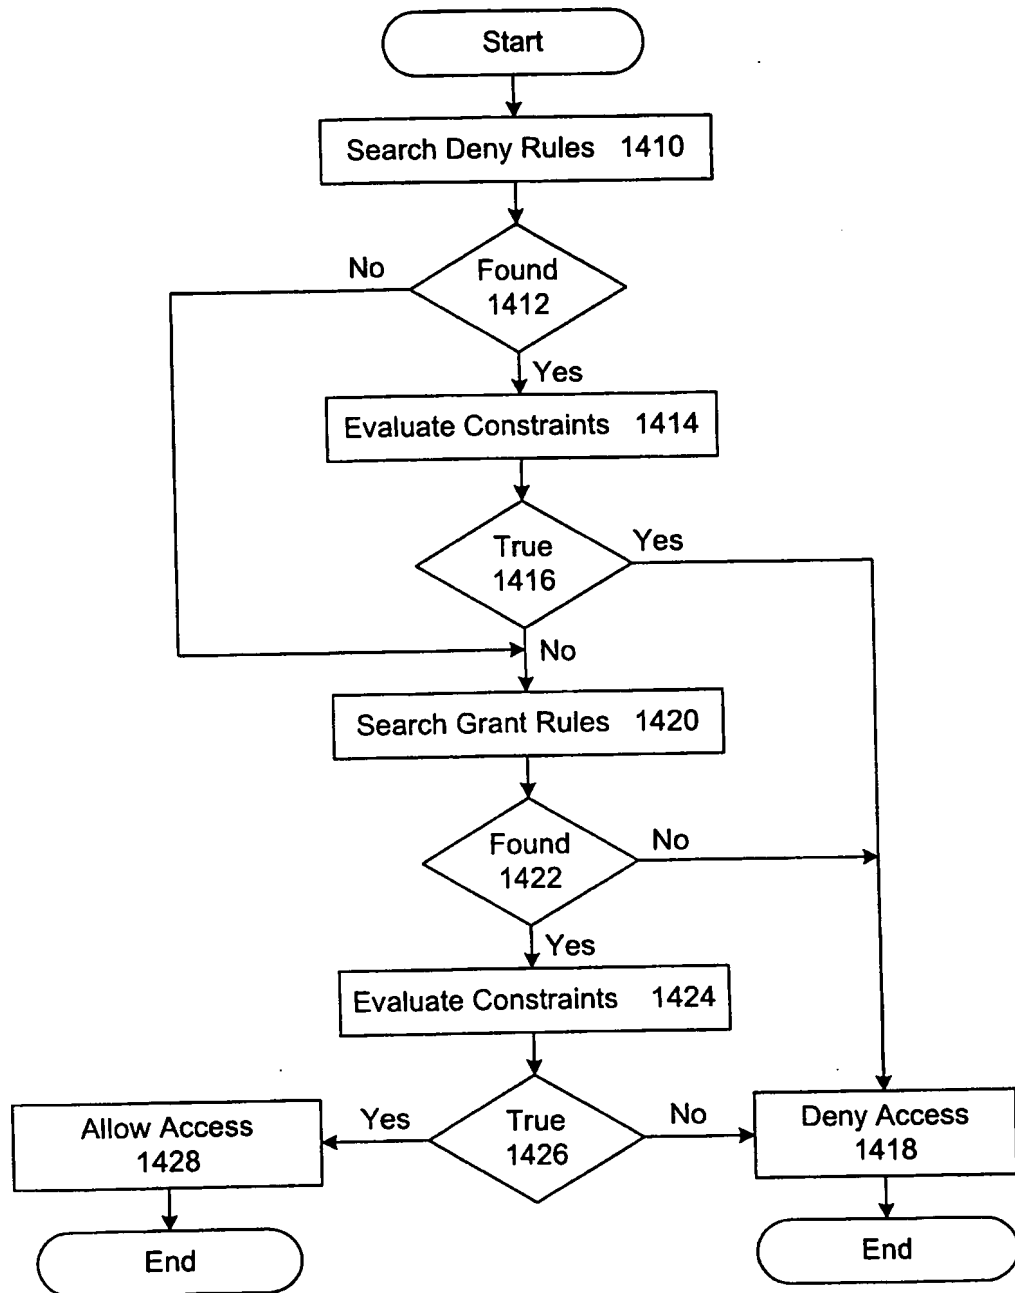 Start
Search Deny Rules 1410
No
Found
1412
Yes
Evaluate Constraints 1414
True
1416
Yes
No
Search Grant Rules 1420
Found
1422
No
Yes
Evaluate Constraints 1424
Allow Access
1428
Yes
True
1426
No
Deny Access
1418
End
End